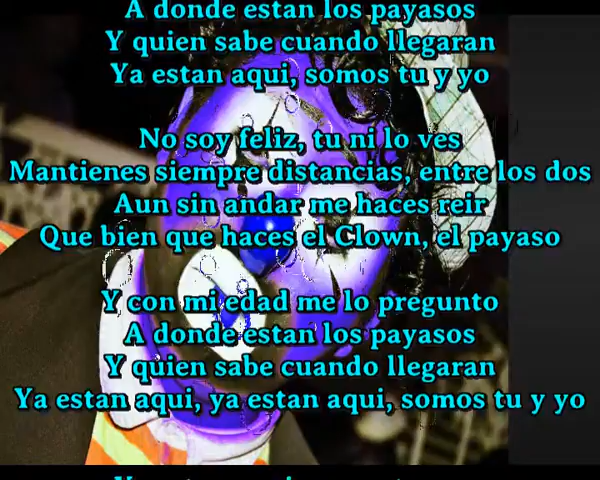 A donde estan los payasos
Y quien sabe cuando llegaran
Ya estan aqui, somos tu y yo
No soy feliz, tu ni lo ves
Mantienes siempre distancias, entre los dos
Aun sin andar me haces reir
Que bien que haces el Clown, el payaso
Y con mi edad me lo pregunto
A donde estan los payasos
Y quien sabe cuando llegaran
Ya estan aqui, ya estan aqui, somos tu y yo